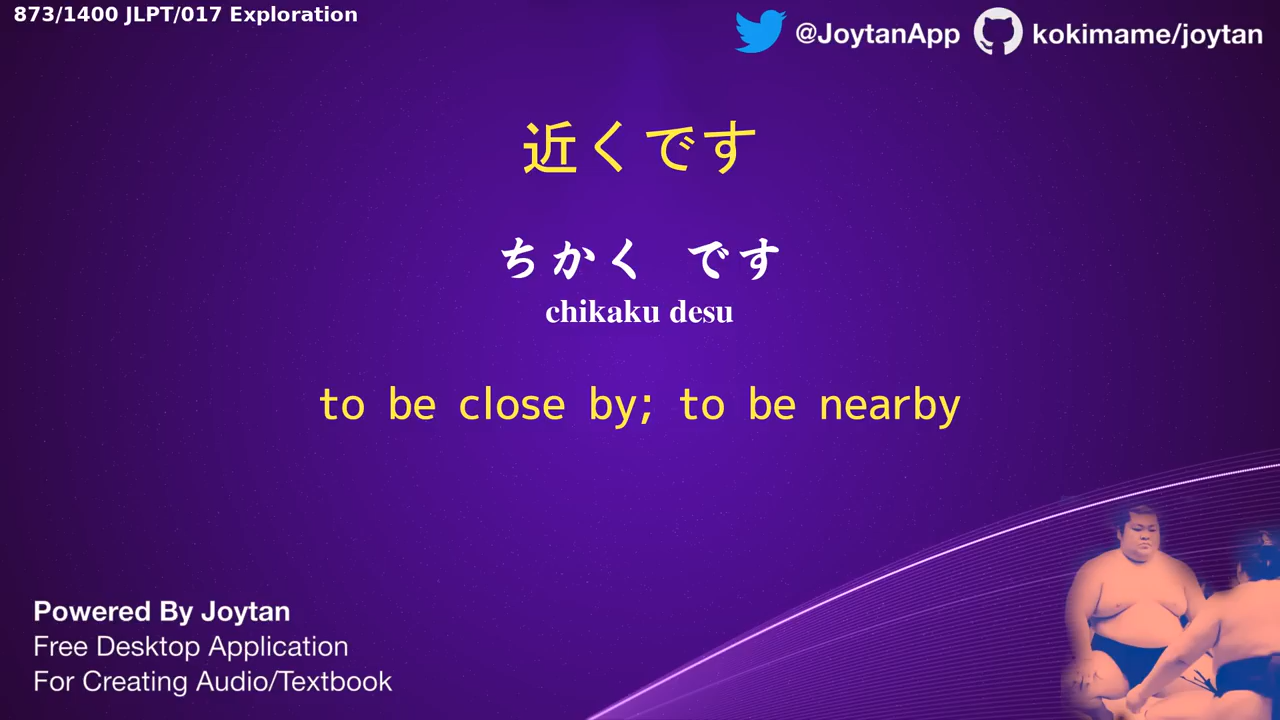 873/1400 JLPT/017 Exploration
@JoytanApp kokimame/joytan
近くです
ちかく です
chikaku desu
to be close by; to be nearby
Powered By Joytan
Free Desktop Application
For Creating Audio/Textbook